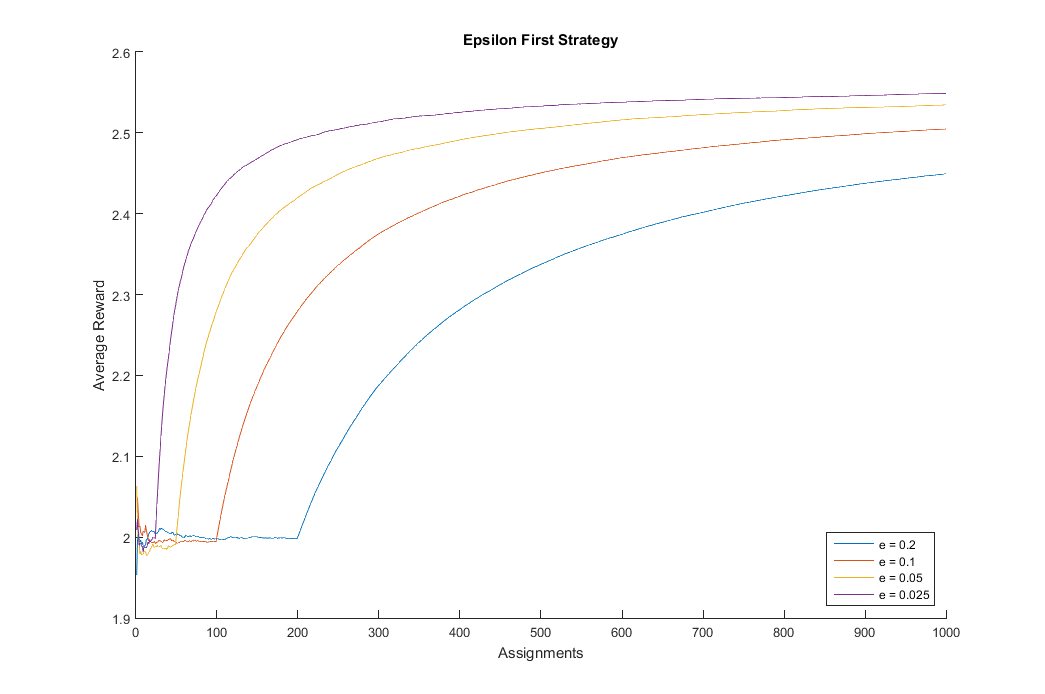 Epsilon First Strategy
2.6
2.5
2.4
2.3
2.2
2.1
2
1.9
Average Reward
0 100 200 300 400 500 600 700 800 900 1000
Assignments
e = 0.2
e = 0.1
e = 0.05
e = 0.025